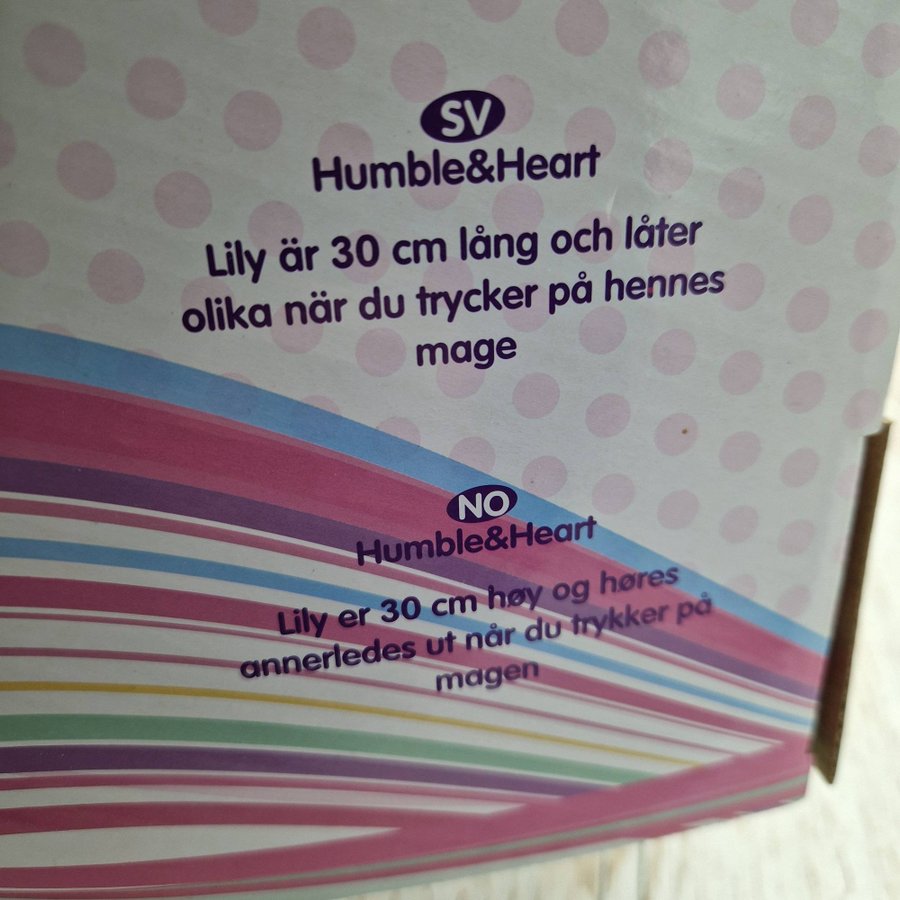 SV
Humble&Heart
Lily är 30 cm lång och låter
olika när du trycker på hennes
mage
NO
Humble&Heart
Lily er 30 cm høy og høres
annerledes ut når du trykker på
magen